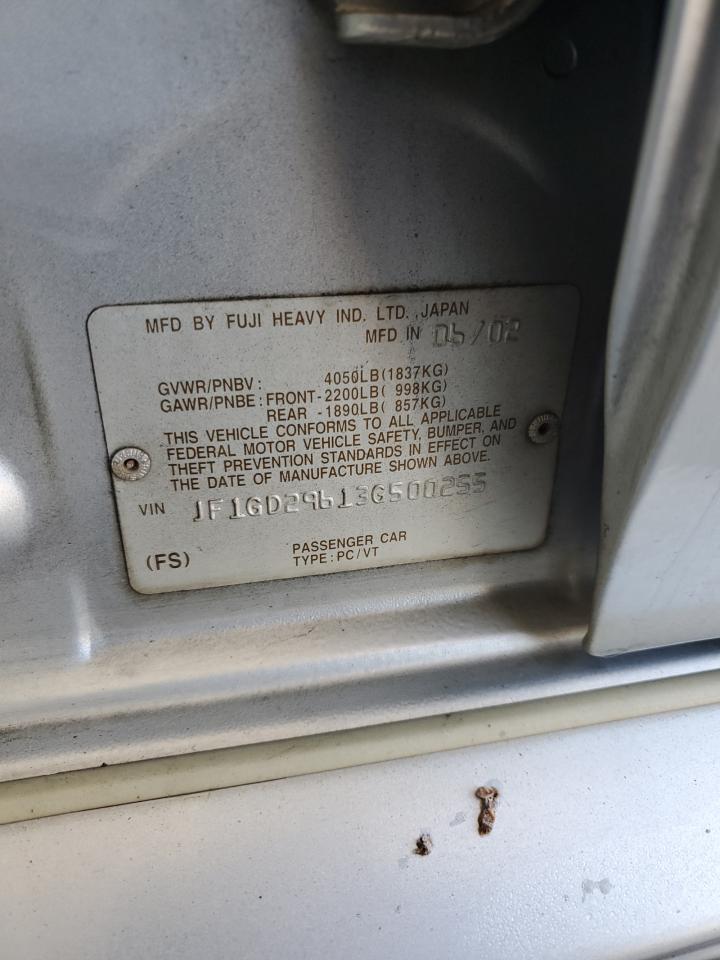 MFD BY FUJI HEAVY IND. LTD. JAPAN
MFD IN 06/02
GVWR/PNBV: 4050LB(1837KG)
GAWR/PNBE: FRONT-2200LB( 998KG)
REAR -1890LB( 857KG)
THIS VEHICLE CONFORMS TO ALL APPLICABLE
FEDERAL MOTOR VEHICLE SAFETY, BUMPER, AND
THEFT PREVENTION STANDARDS IN EFFECT ON
THE DATE OF MANUFACTURE SHOWN ABOVE.
VIN JF1GD29613G500255
(FS)
PASSENGER CAR
TYPE:PC/VT